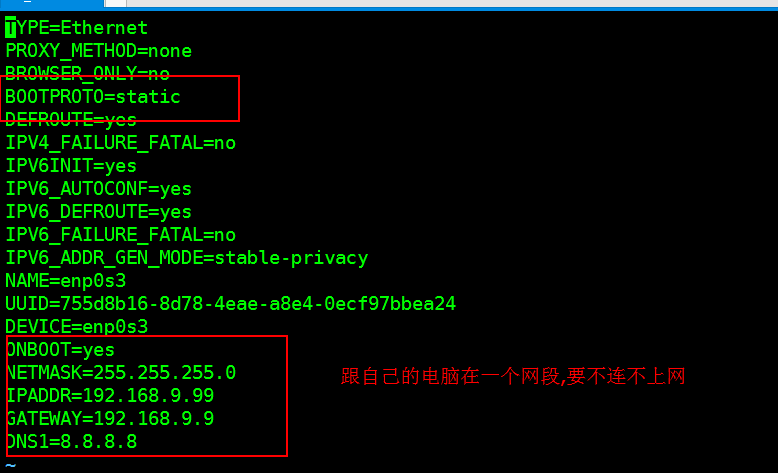 TYPE=Ethernet
PROXY_METHOD=none
BROWSER_ONLY=no
BOOTPROTO=static
DEFROUTE=yes
IPV4_FAILURE_FATAL=no
IPV6INIT=yes
IPV6_AUTOCONF=yes
IPV6_DEFROUTE=yes
IPV6_FAILURE_FATAL=no
IPV6_ADDR_GEN_MODE=stable-privacy
NAME=enp0s3
UUID=755d8b16-8d78-4eae-a8e4-0ecf97bbea24
DEVICE=enp0s3
ONBOOT=yes
NETMASK=255.255.255.0
跟自己的电脑在一个网段,要不连不上网
IPADDR=192.168.9.99
GATEWAY=192.168.9.9
DNS1=8.8.8.8
~